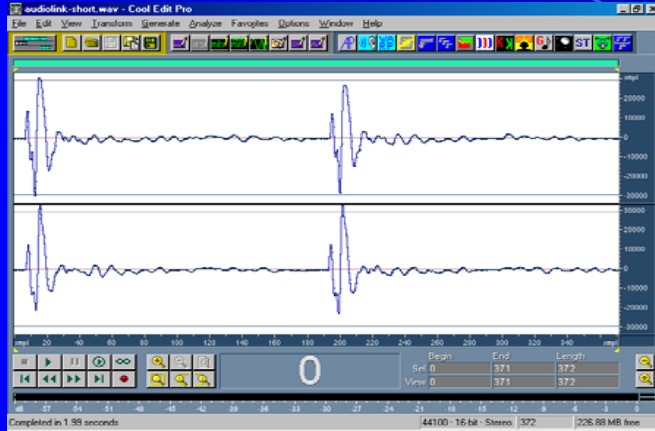 audiolink-short.wav - Cool Edit Pro
File Edit View Transform Generate Analyze Favorites Options Window Help
ST
smpl
20000
10000
0
-10000
-20000
-30000
30000
20000
10000
0
-10000
-20000
-30000
smpl 20 40 60 80 100 120 140 160 180 200 220 240 260 280 300 320 340 smpl
0
Begin End Length
Sel 0 371 372
View 0 371 372
dB -57 -54 -51 -48 -45 -42 -39 -36 -33 -30 -27 -24 -21 -18 -15 -12 -9 -6 -3 0
Completed in 1.99 seconds 44100 · 16-bit · Stereo 372 226.88 MB free